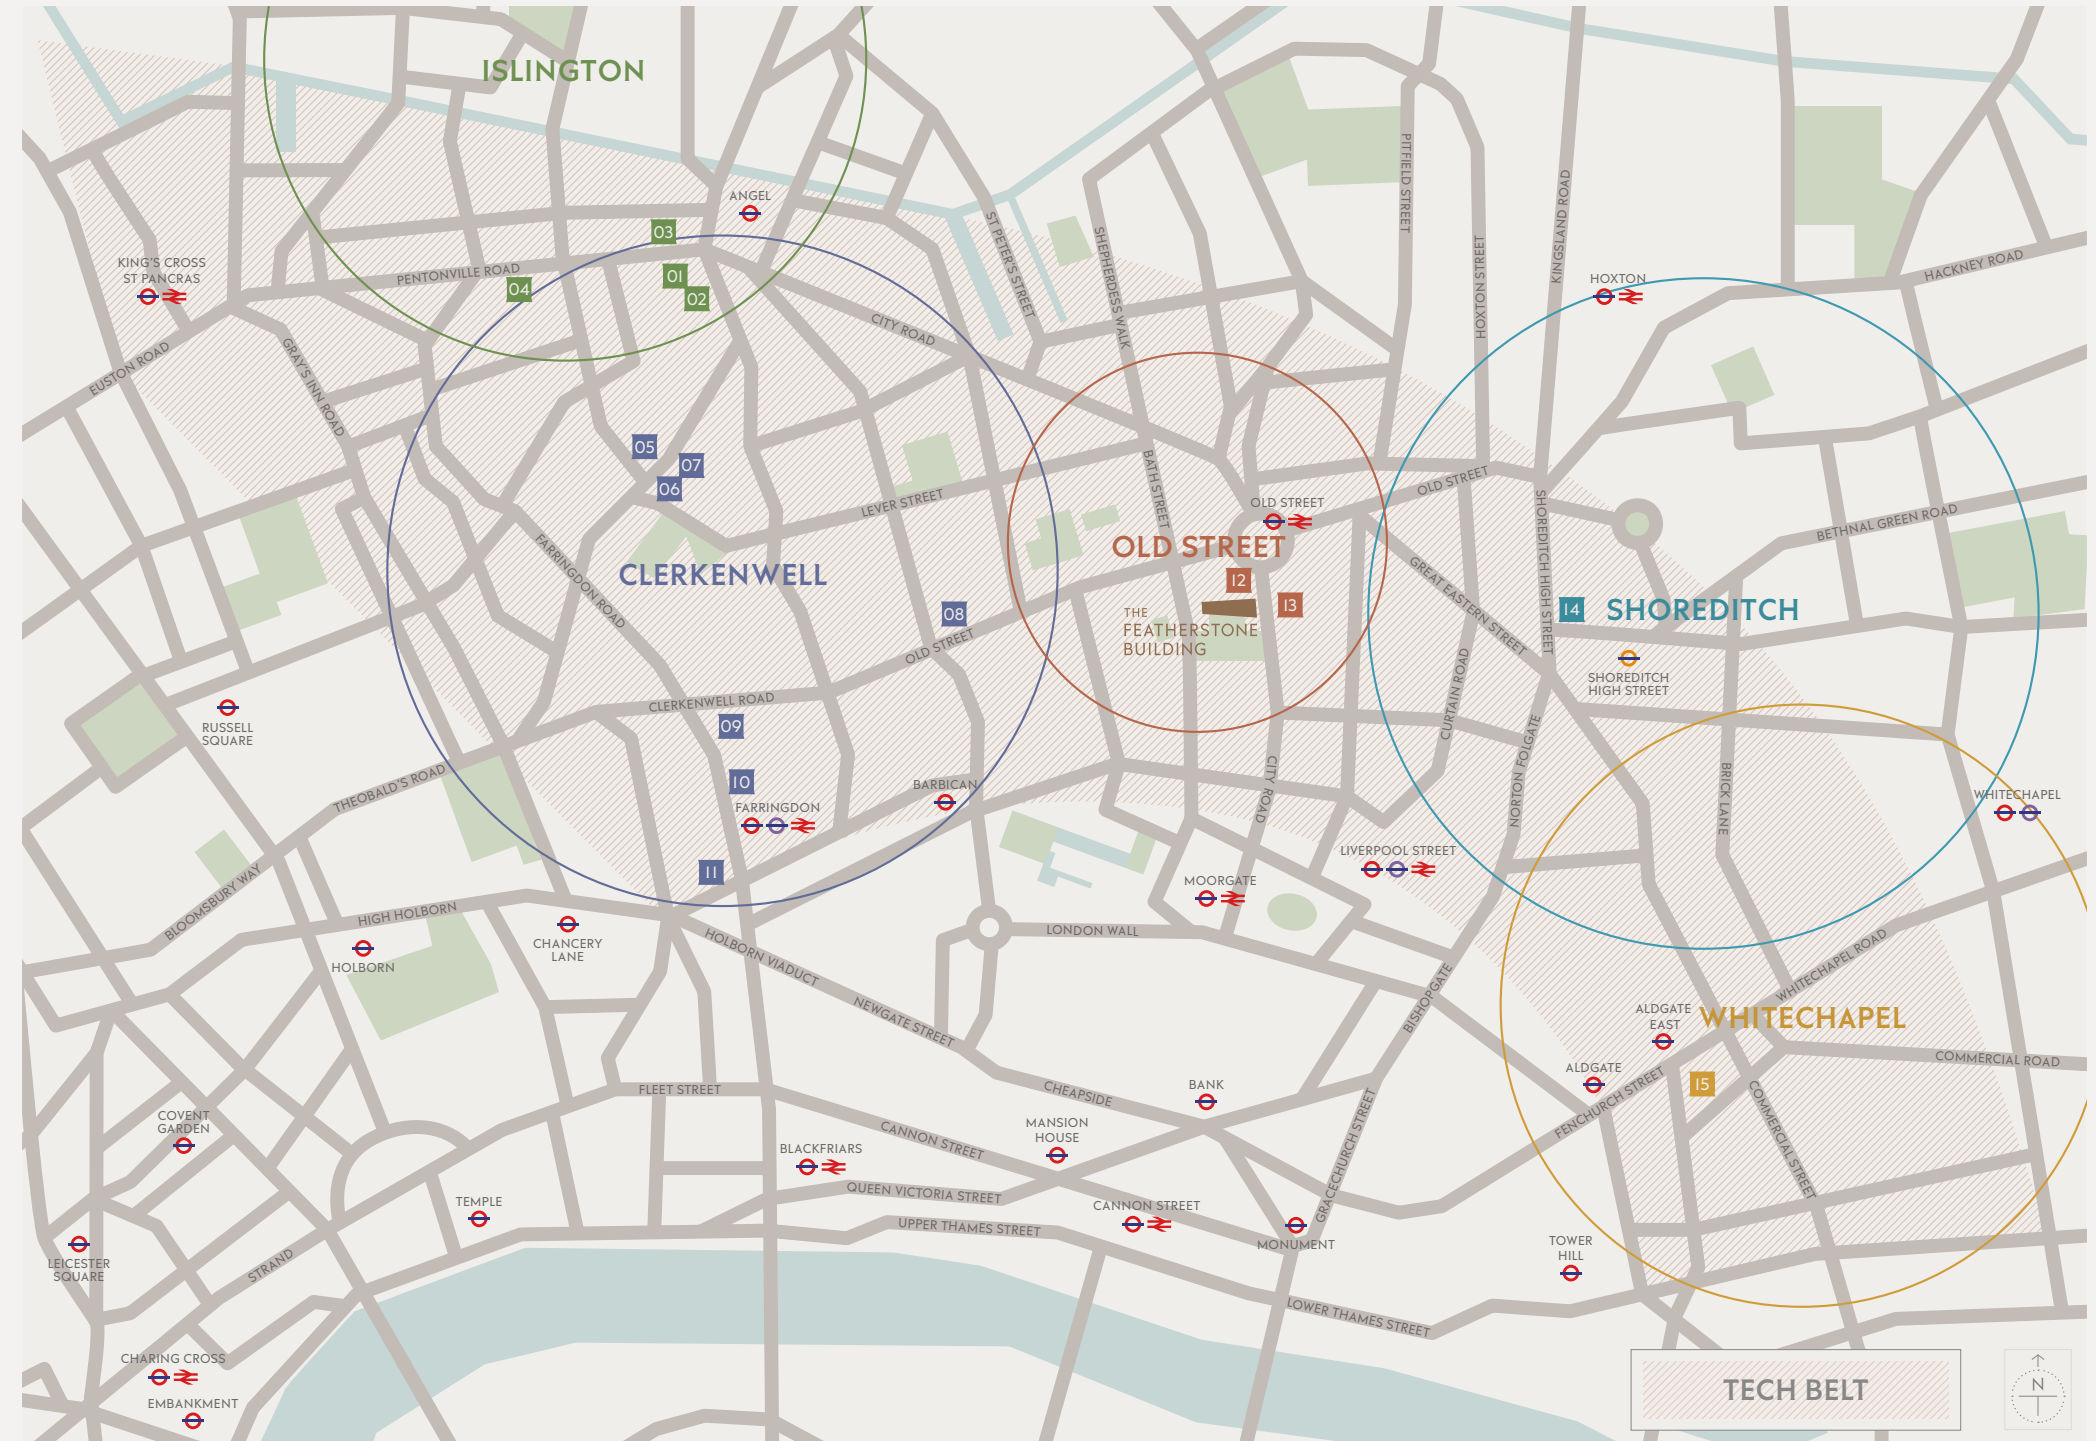 ISLINGTON
ANGEL
03
KING'S CROSS
ST PANCRAS
PENTONVILLE ROAD
04
01
02
ST PETER'S STREET
SHEPHERDESS WALK
PITFIELD STREET
HOXTON STREET
KINGSLAND ROAD
HOXTON
HACKNEY ROAD
EUSTON ROAD
GRAY'S INN ROAD
CITY ROAD
05
07
06
LEVER STREET
BATH STREET
OLD STREET
OLD STREET
SHOREDITCH HIGH STREET
BETHNAL GREEN ROAD
FARRINGDON ROAD
CLERKENWELL
OLD STREET
12
13
THE
FEATHERSTONE
BUILDING
GREAT EASTERN STREET
14
SHOREDITCH
08
OLD STREET
SHOREDITCH
HIGH STREET
CURTAIN ROAD
RUSSELL
SQUARE
CLERKENWELL ROAD
09
NORTON FOLGATE
BRICK LANE
THEOBALD'S ROAD
10
FARRINGDON
BARBICAN
CITY ROAD
WHITECHAPEL
LIVERPOOL STREET
11
MOORGATE
BLOOMSBURY WAY
HIGH HOLBORN
HOLBORN
CHANCERY
LANE
HOLBORN VIADUCT
LONDON WALL
NEWGATE STREET
BISHOPGATE
WHITECHAPEL ROAD
ALDGATE
EAST
WHITECHAPEL
COMMERCIAL ROAD
ALDGATE
15
FENCHURCH STREET
COMMERCIAL STREET
FLEET STREET
CHEAPSIDE
BANK
COVENT
GARDEN
CANNON STREET
MANSION
HOUSE
BLACKFRIARS
GRACECHURCH STREET
QUEEN VICTORIA STREET
TEMPLE
UPPER THAMES STREET
CANNON STREET
MONUMENT
TOWER
HILL
LEICESTER
SQUARE
STRAND
LOWER THAMES STREET
CHARING CROSS
EMBANKMENT
TECH BELT
N